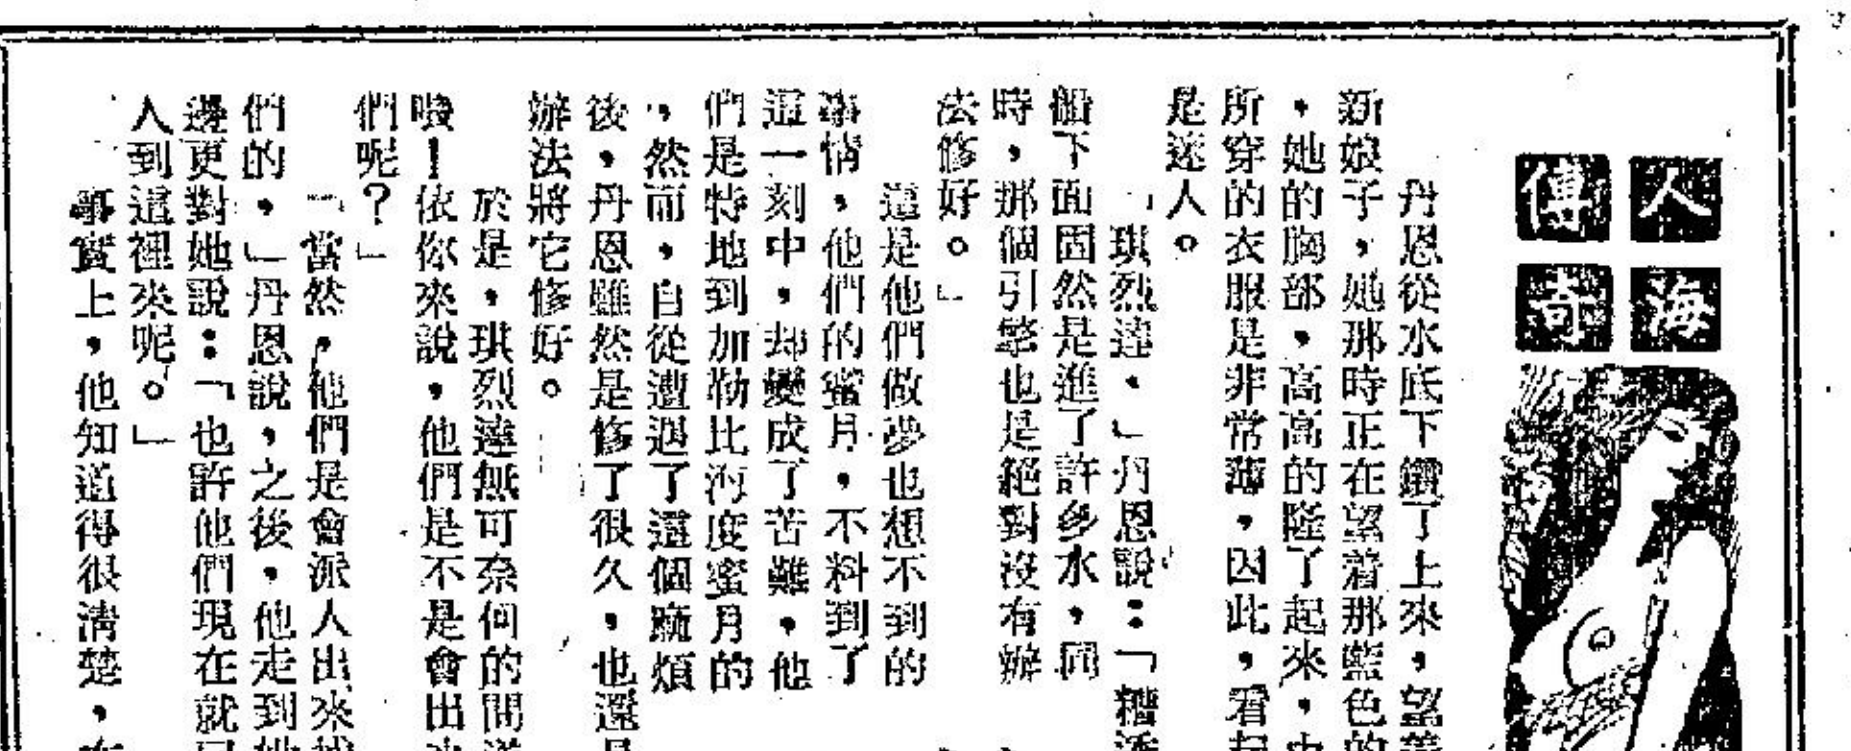 人海
傳奇
丹恩從水底下鑽了上來,望着
新娘子,她那時正在望着那藍色的
,她的胸部,高高的隆了起來,
所穿的衣服是非常薄,因此,看起
是迷人。
「琪烈達,」丹恩說:「糟
船下面固然是進了許多水,同
時,那個引擎也是絕對沒有辦
法修好。」
這是他們做夢也想不到的
事情,他們的蜜月,不料到了
這一刻中,却變成了苦難,他
們是特地到加勒比海度蜜月的
,然而,自從遭遇了這個麻煩
後,丹恩雖然是修了很久,也還是
辦法將它修好。
於是,琪烈達無可奈何的問道
唉!依你來說,他們是不是會出
們呢?」
「當然,他們是會派人出來找
們的,」丹恩說,之後,他走到她
邊更對她說:「也許他們現在就
人到這裡來呢。」
事實上,他知道得很清楚,